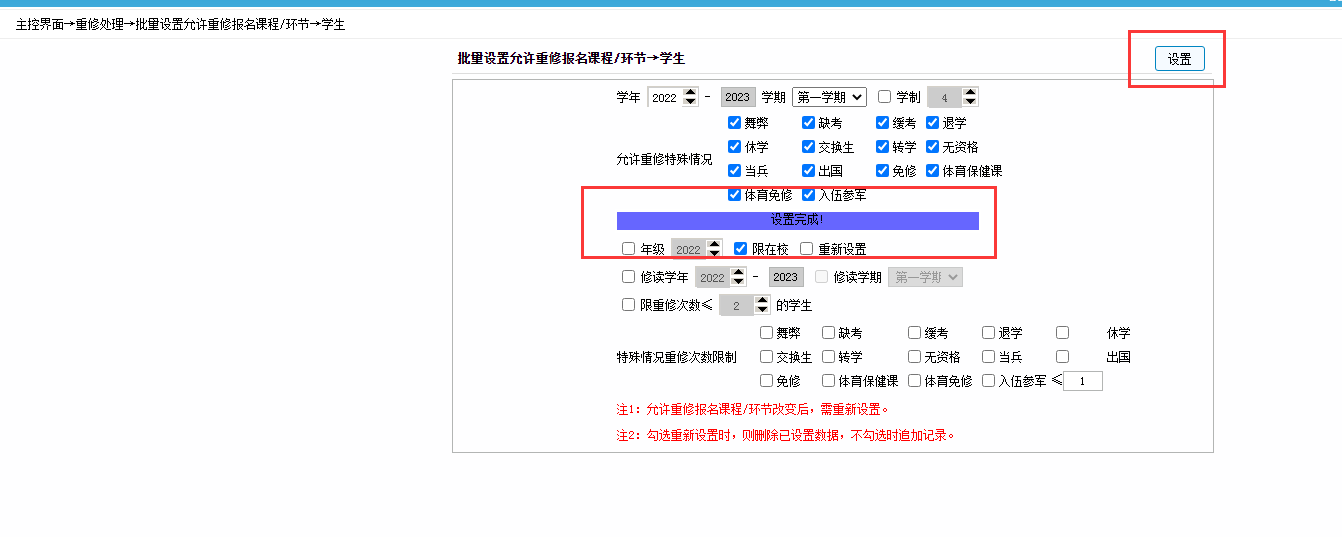 主控界面→重修处理→批量设置允许重修报名课程/环节→学生
批量设置允许重修报名课程/环节→学生 设置
学年 2022 - 2023 学期 第一学期 学制 4
舞弊 缺考 缓考 退学
休学 交换生 转学 无资格
允许重修特殊情况
当兵 出国 免修 体育保健课
体育免修 入伍参军
设置完成!
年级 2022 限在校 重新设置
修读学年 2022 - 2023 修读学期 第一学期
限重修次数≤ 2 的学生
舞弊 缺考 缓考 退学 休学
特殊情况重修次数限制 交换生 转学 无资格 当兵 出国
免修 体育保健课 体育免修 入伍参军 ≤ 1
注1: 允许重修报名课程/环节改变后, 需重新设置。
注2: 勾选重新设置时, 则删除已设置数据, 不勾选时追加记录。